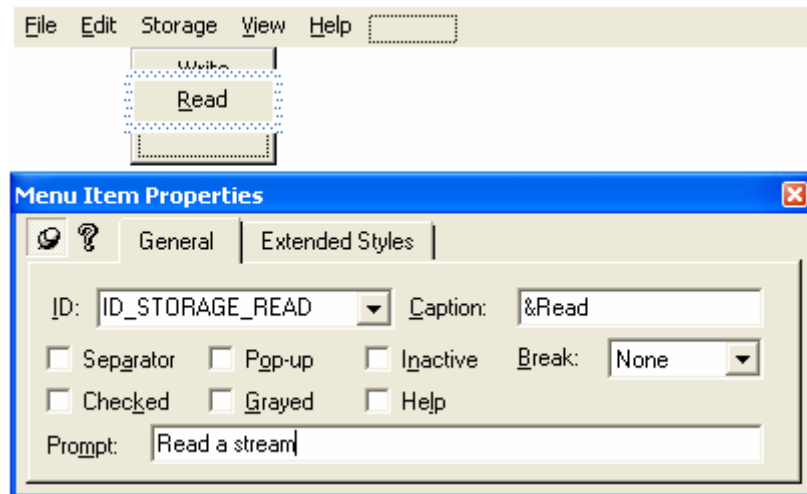 File Edit Storage View Help
Write
Read
Menu Item Properties
General Extended Styles
ID: ID_STORAGE_READ Caption: &Read
Separator Pop-up Inactive Break: None
Checked Grayed Help
Prompt: Read a stream